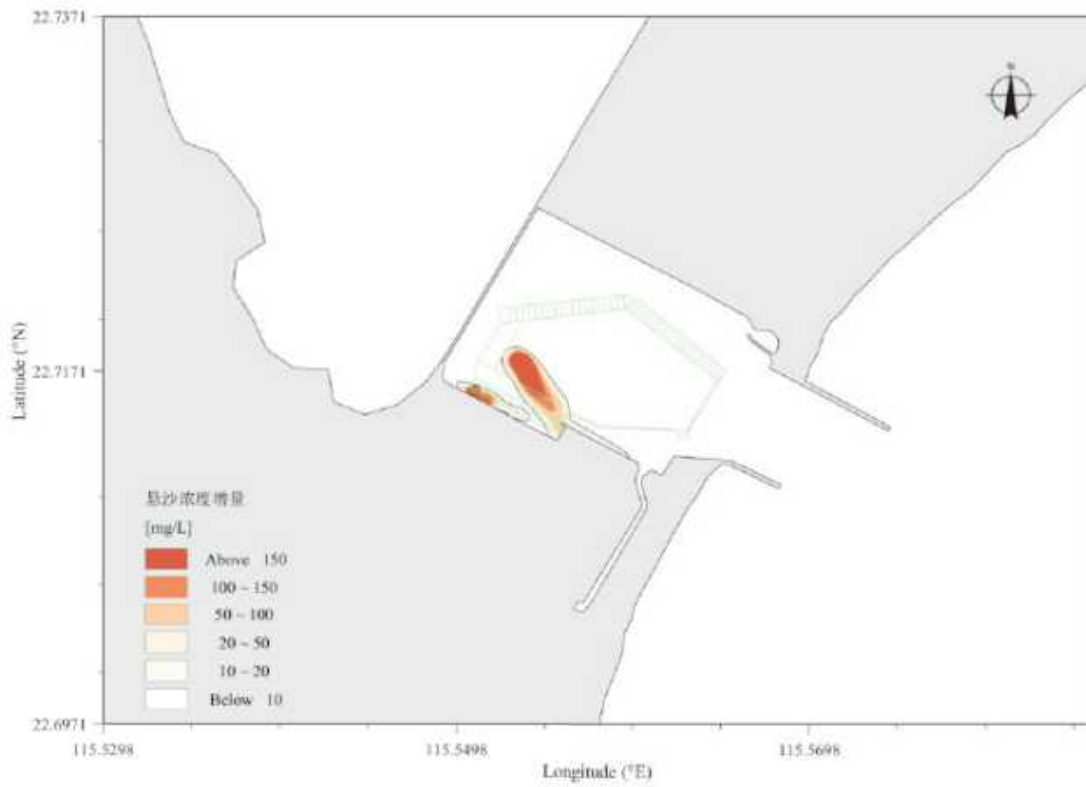 22.7371
N
Latitude (°N)
22.7171
悬沙浓度增量
[mg/L]
Above 150
100 ~ 150
50 ~ 100
20 ~ 50
10 ~ 20
Below 10
22.6971
115.5298
115.5498
115.5698
Longitude (°E)